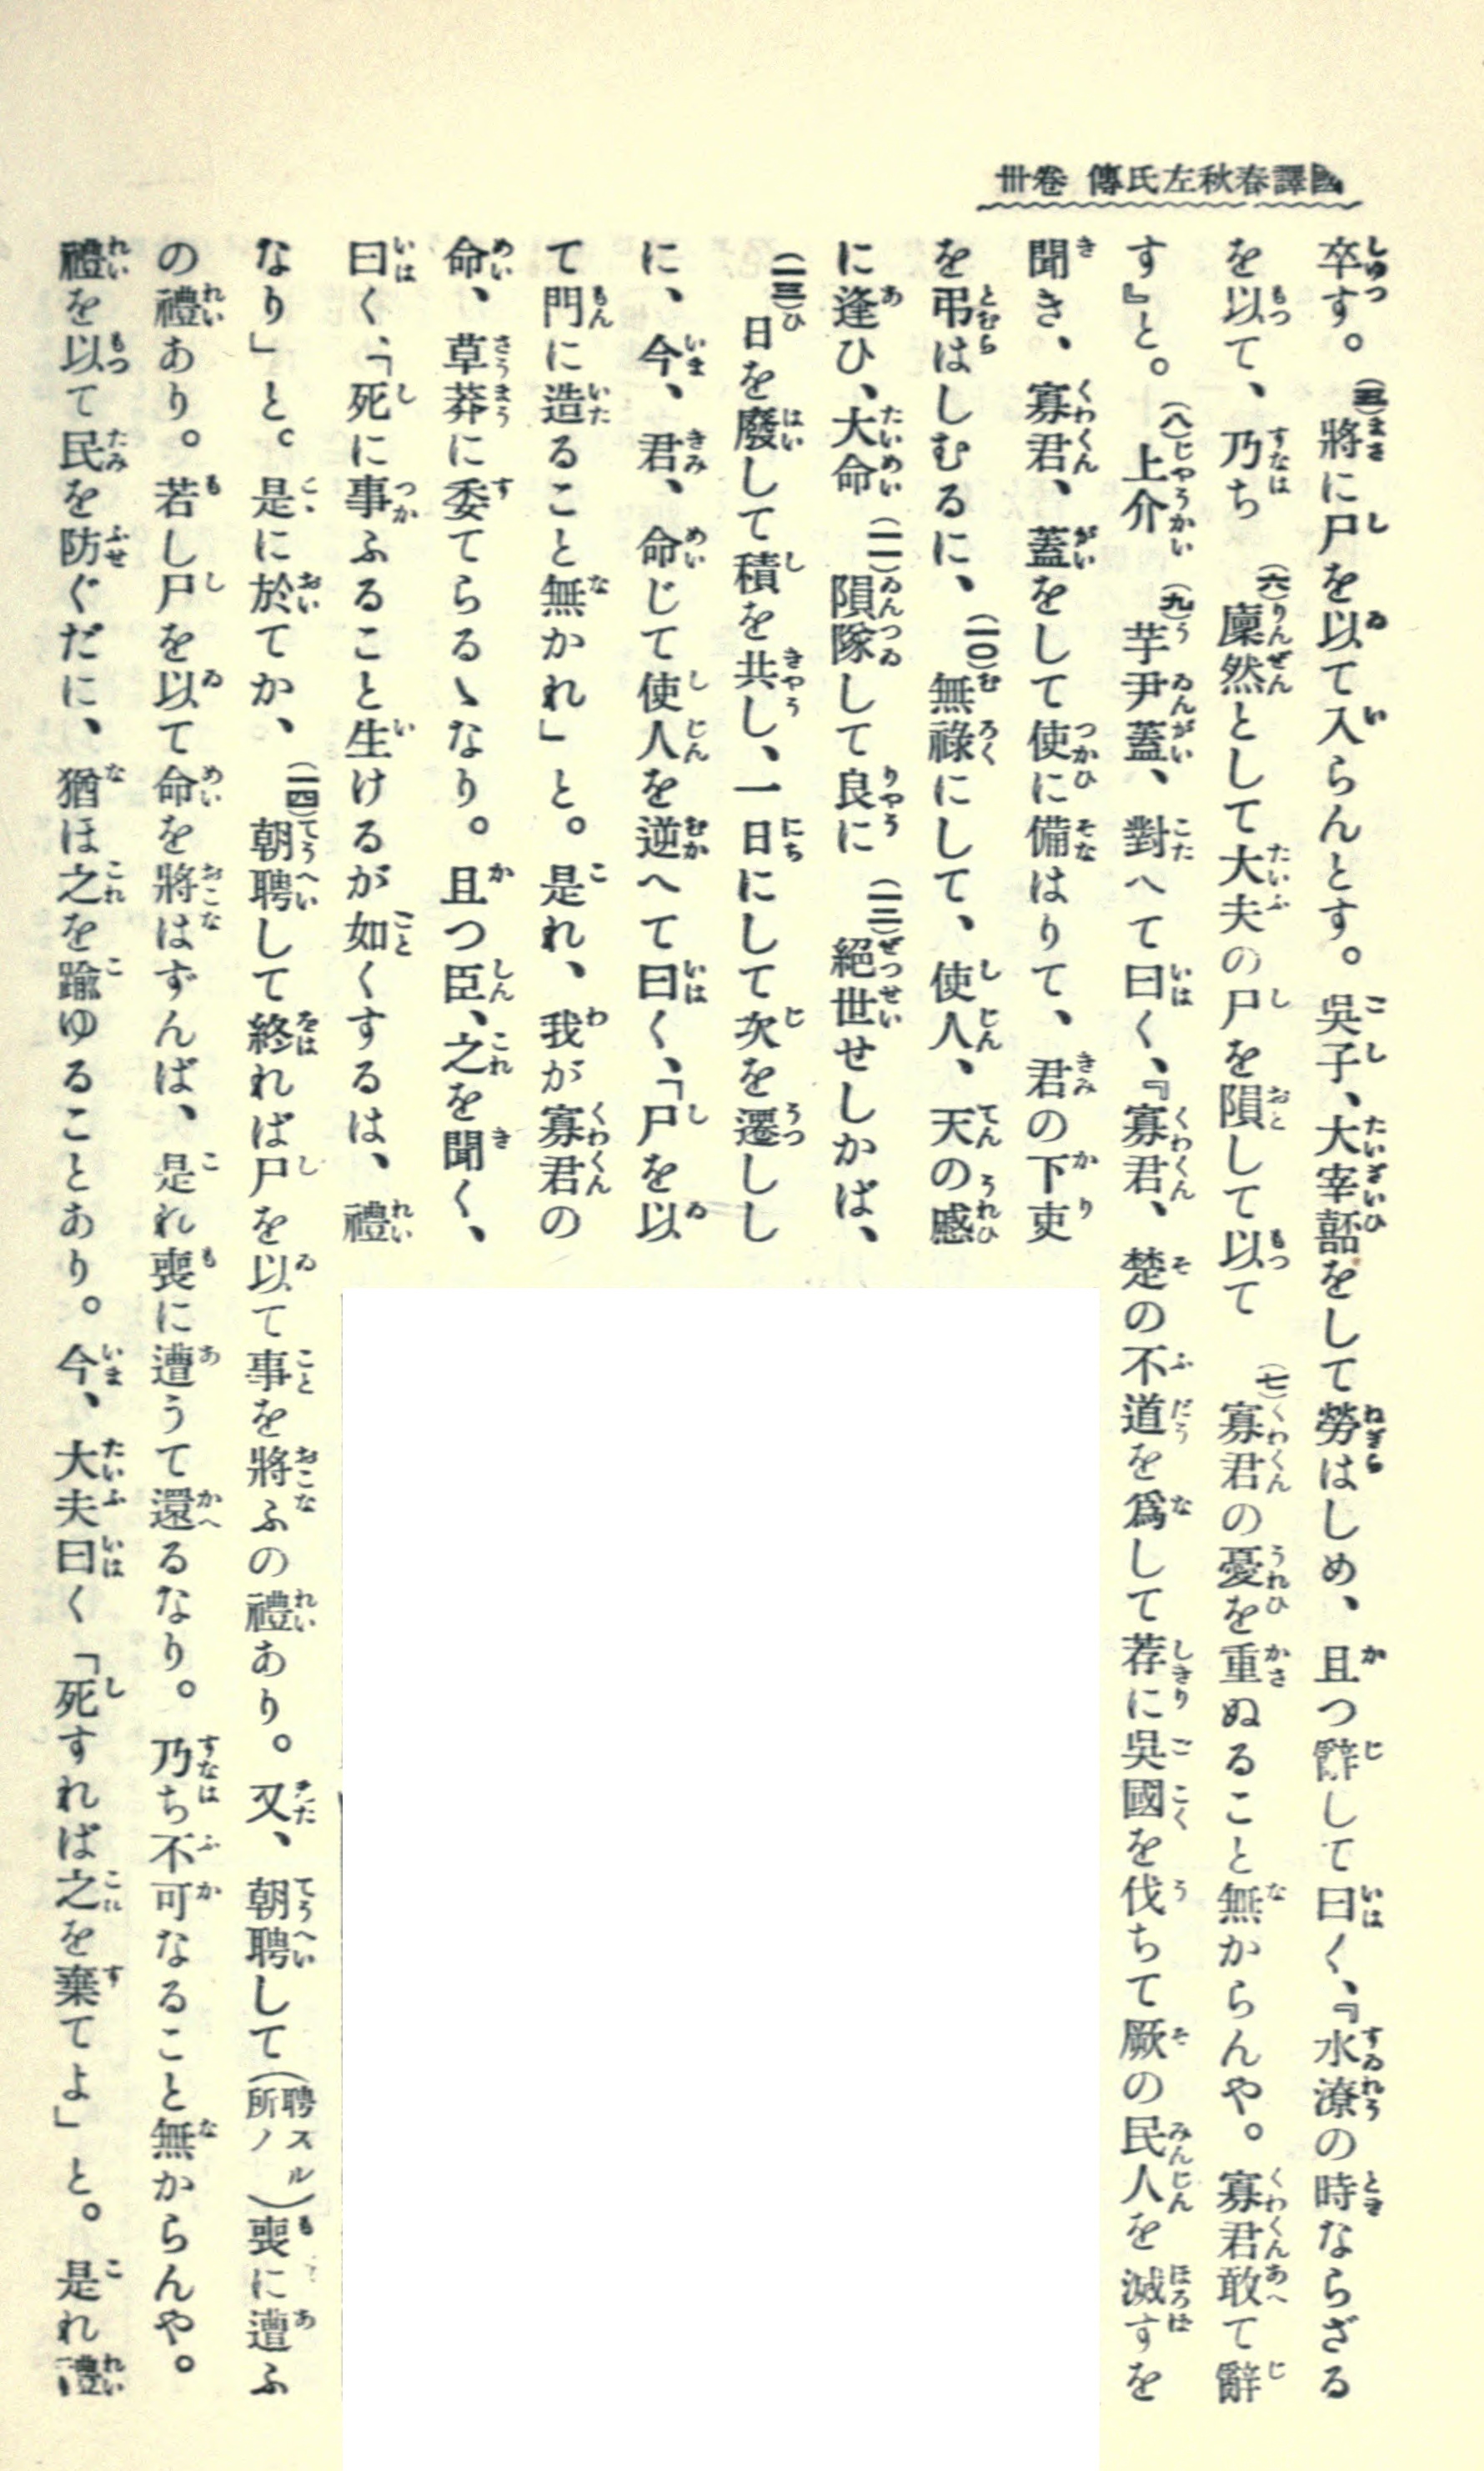 國譯春秋左氏傳 卷卅
卒す。(五)將に尸を以て入らんとす。吳子、大宰嚭をして勞はしめ、且つ辭して曰く、『水潦の時ならざる
を以て、乃ち(六)廩然として大夫の尸を隕して以て(七)寡君の憂を重ぬること無からんや。寡君敢て辭
す』と。(八)上介(九)芋尹蓋、對へて曰く、『寡君、楚の不道を爲して荐に吳國を伐ちて厥の民人を滅すを
聞き、寡君、蓋をして使に備はりて、君の下吏
を弔はしむるに、(一〇)無祿にして、使人、天の慼
に逢ひ、大命(一一)隕隊して良に(一二)絕世せしかば、
(一三)日を廢して積を共し、一日にして次を遷しし
に、今、君、命じて使人を逆へて曰く、「尸を以
て門に造ること無かれ」と。是れ、我が寡君の
命、草莽に委てらるゝなり。且つ臣、之を聞く、
曰く、「死に事ふること生けるが如くするは、禮
なり」と。是に於てか、(一四)朝聘して終れば尸を以て事を將ふの禮あり。又、朝聘して(聘スル所ノ)喪に遭ふ
の禮あり。若し尸を以て命を將はずんば、是れ喪に遭うて還るなり。乃ち不可なること無からんや。
禮を以て民を防ぐだに、猶ほ之を踰ゆることあり。今、大夫曰く「死すれば之を棄てよ」と。是れ禮